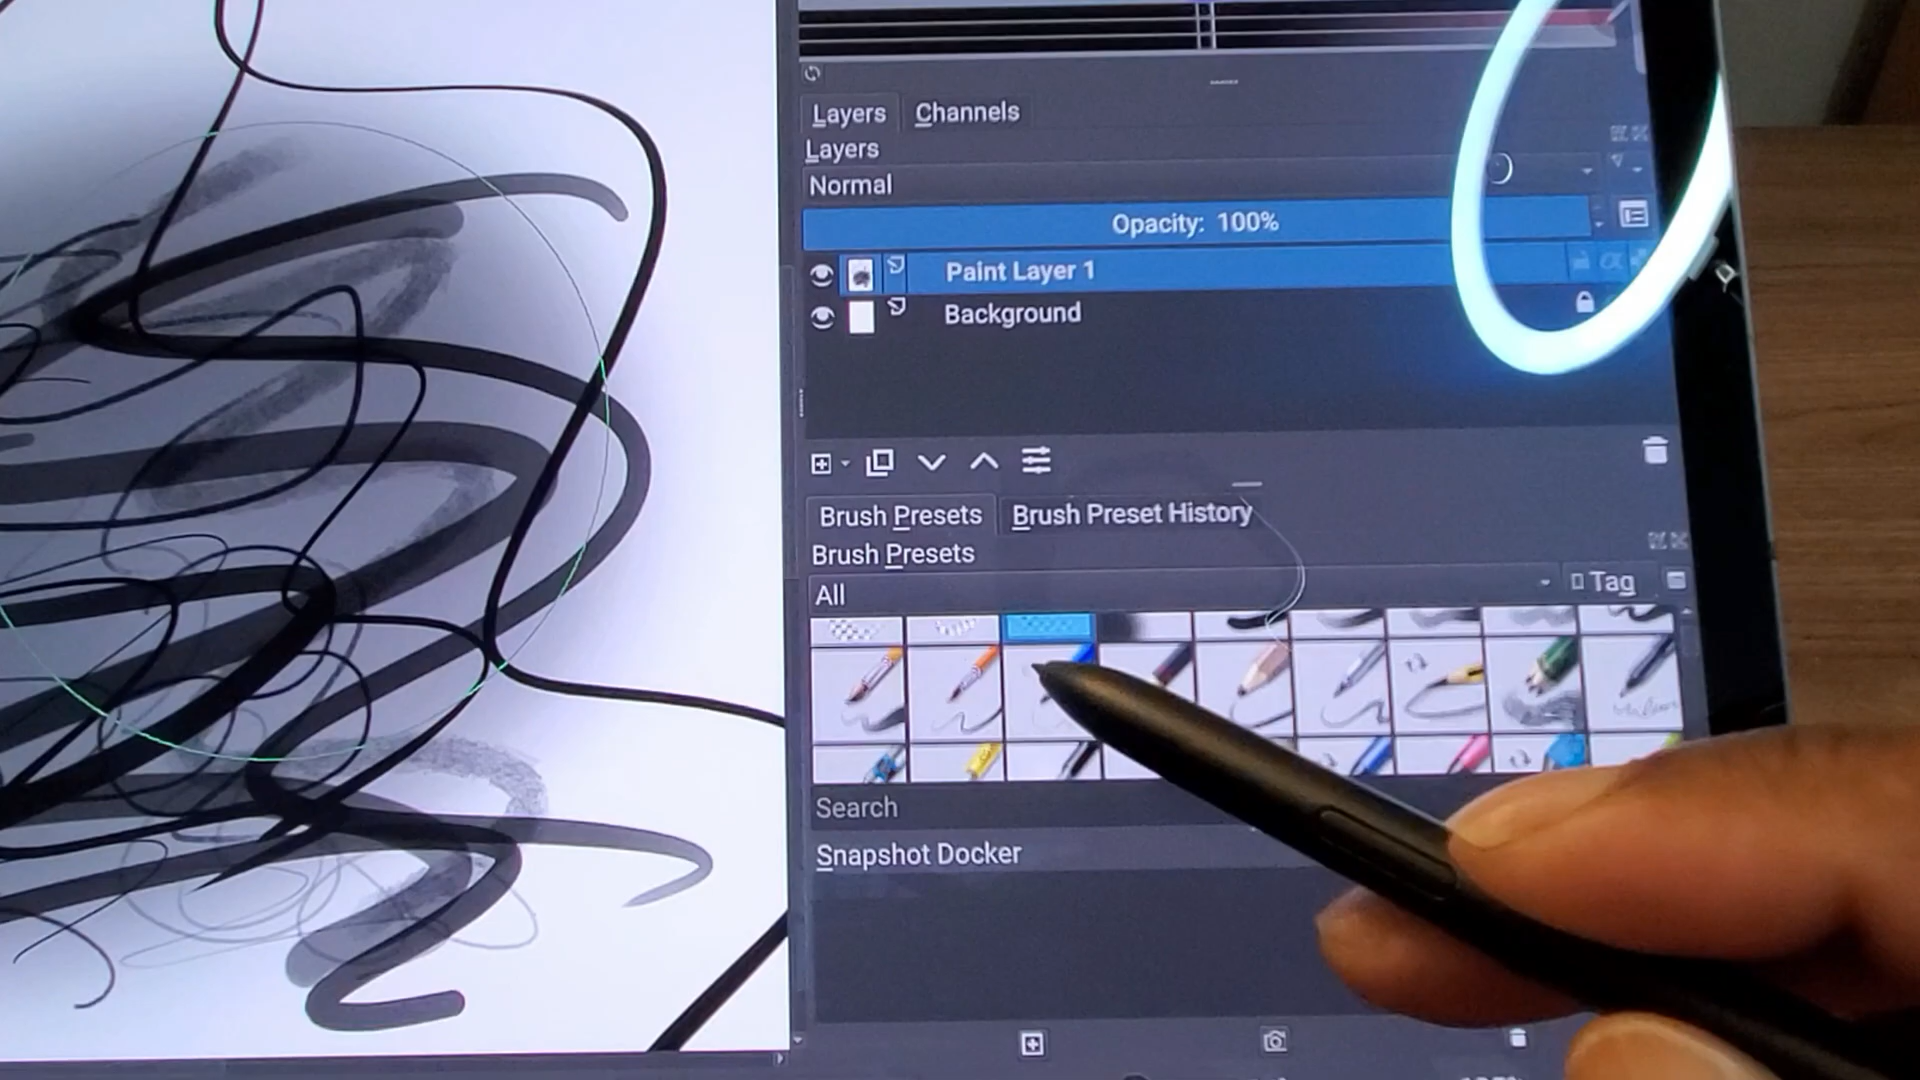 Layers Channels
Layers
Normal
Opacity: 100%
Paint Layer 1
Background
Brush Presets Brush Preset History
Brush Presets
All Tag
Search
Snapshot Docker